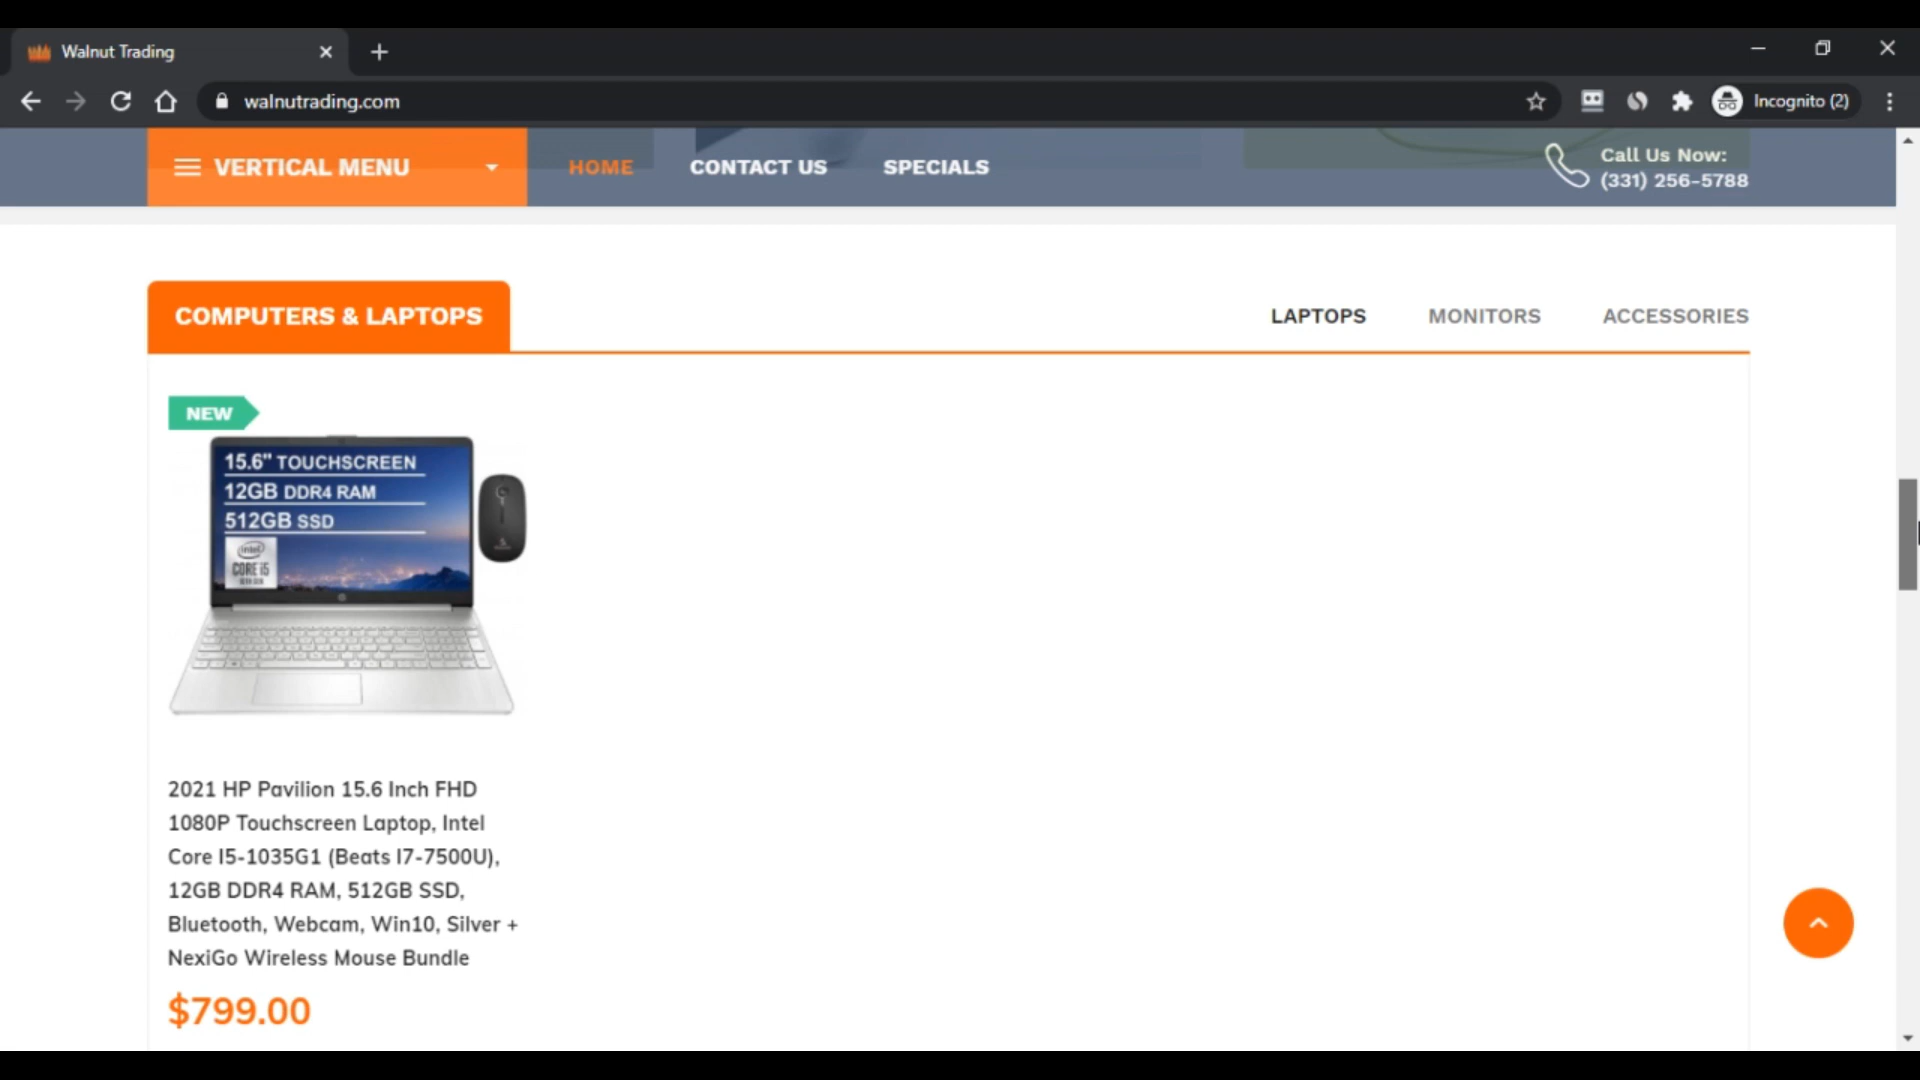 Walnut Trading
walnutrading.com
Incognito (2)
VERTICAL MENU
HOME
CONTACT US
SPECIALS
Call Us Now:
(331) 256-5788
COMPUTERS & LAPTOPS
LAPTOPS
MONITORS
ACCESSORIES
NEW
15.6" TOUCHSCREEN
12GB DDR4 RAM
512GB SSD
intel
CORE i5
2021 HP Pavilion 15.6 Inch FHD
1080P Touchscreen Laptop, Intel
Core I5-1035G1 (Beats I7-7500U),
12GB DDR4 RAM, 512GB SSD,
Bluetooth, Webcam, Win10, Silver +
NexiGo Wireless Mouse Bundle
$799.00